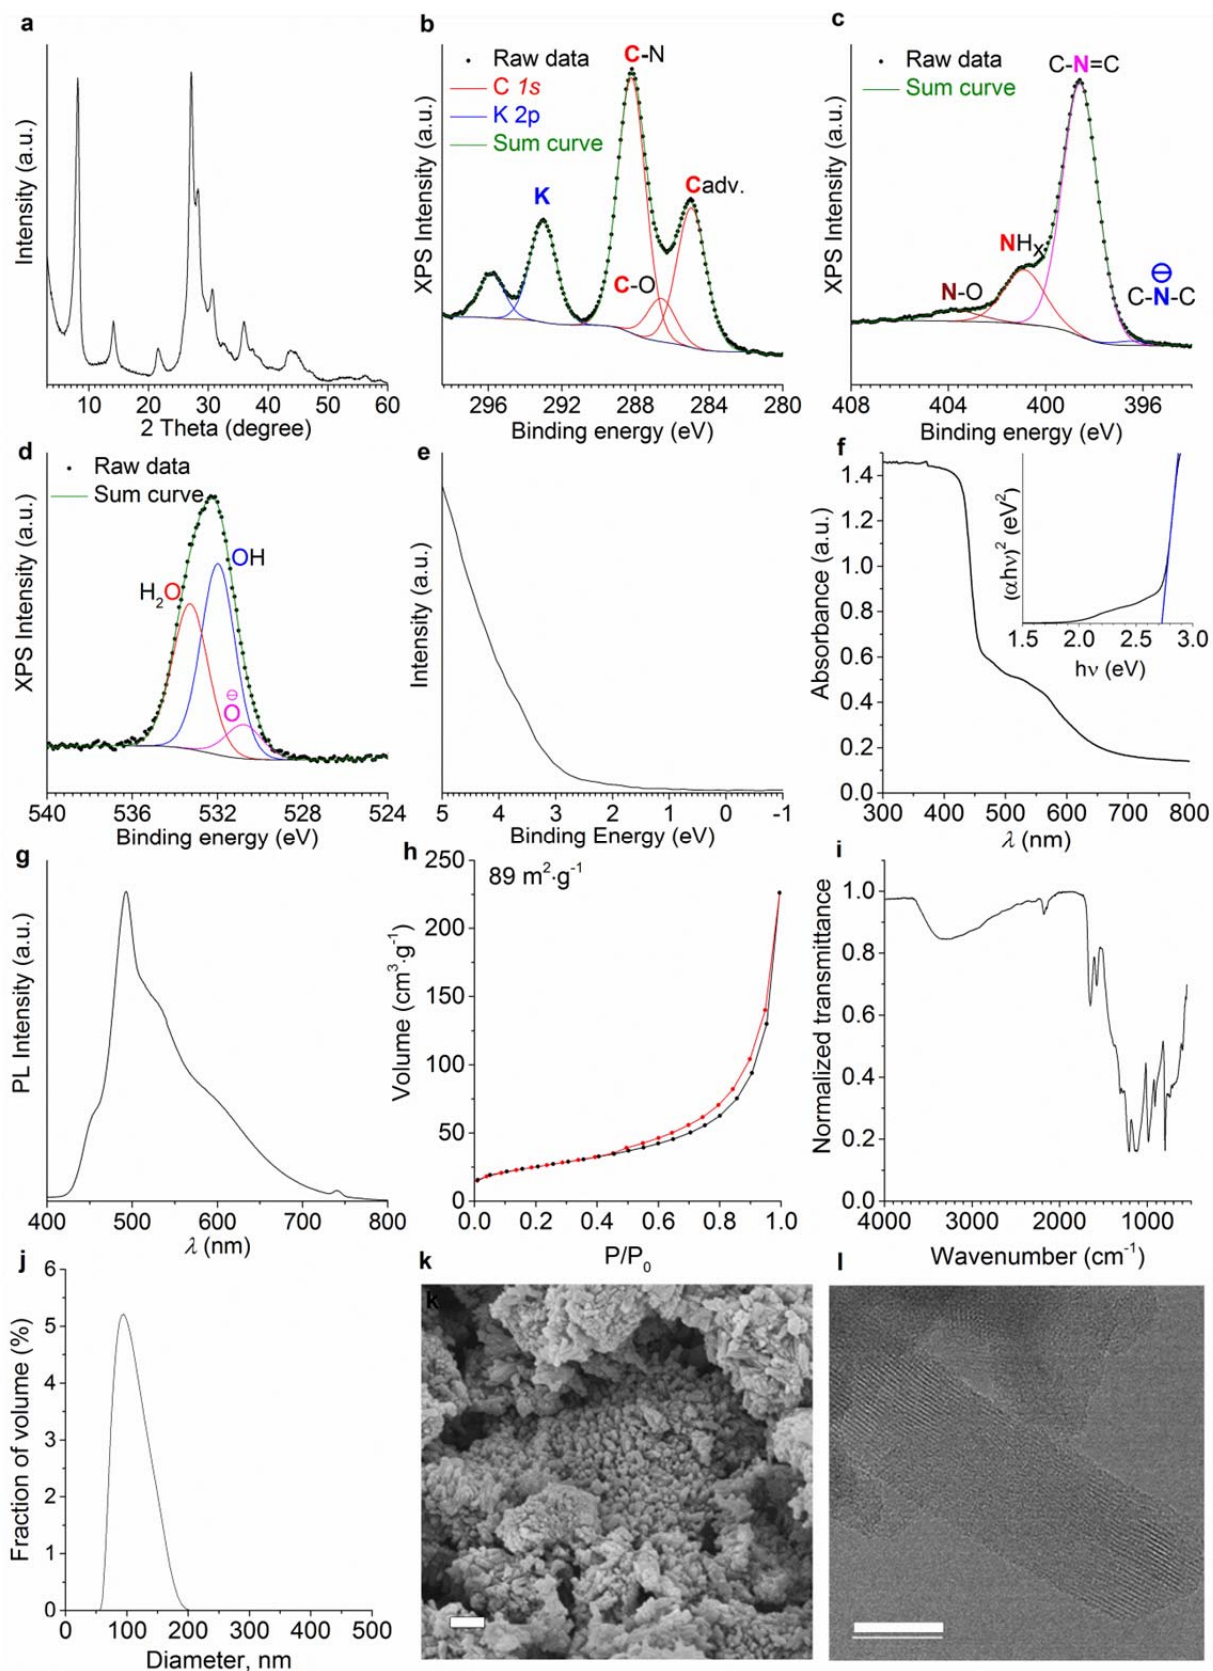 a
Intensity (a.u.)
10 20 30 40 50 60
2 Theta (degree)
b
Raw data
C 1s
K 2p
Sum curve
C-N
K
Cadv.
C-O
XPS Intensity (a.u.)
296 292 288 284 280
Binding energy (eV)
c
Raw data
Sum curve
C-N=C
NHx
N-O
⊖
C-N-C
XPS Intensity (a.u.)
408 404 400 396
Binding energy (eV)
d
Raw data
Sum curve
OH
H2O
⊖
O
XPS Intensity (a.u.)
540 536 532 528 524
Binding energy (eV)
e
Intensity (a.u.)
5 4 3 2 1 0 -1
Binding Energy (eV)
f
1.4
1.2
1.0
0.8
0.6
0.4
0.2
0.0
Absorbance (a.u.)
300 400 500 600 700 800
λ (nm)
(αhν)2 (eV2)
1.5 2.0 2.5 3.0
hν (eV)
g
PL Intensity (a.u.)
400 500 600 700 800
λ (nm)
h
89 m2·g-1
250
200
150
100
50
0
Volume (cm3·g-1)
0.0 0.2 0.4 0.6 0.8 1.0
P/P0
i
1.0
0.8
0.6
0.4
0.2
0.0
Normalized transmittance
4000 3000 2000 1000
Wavenumber (cm-1)
j
6
5
4
3
2
1
0
Fraction of volume (%)
0 100 200 300 400 500
Diameter, nm
k
k
l